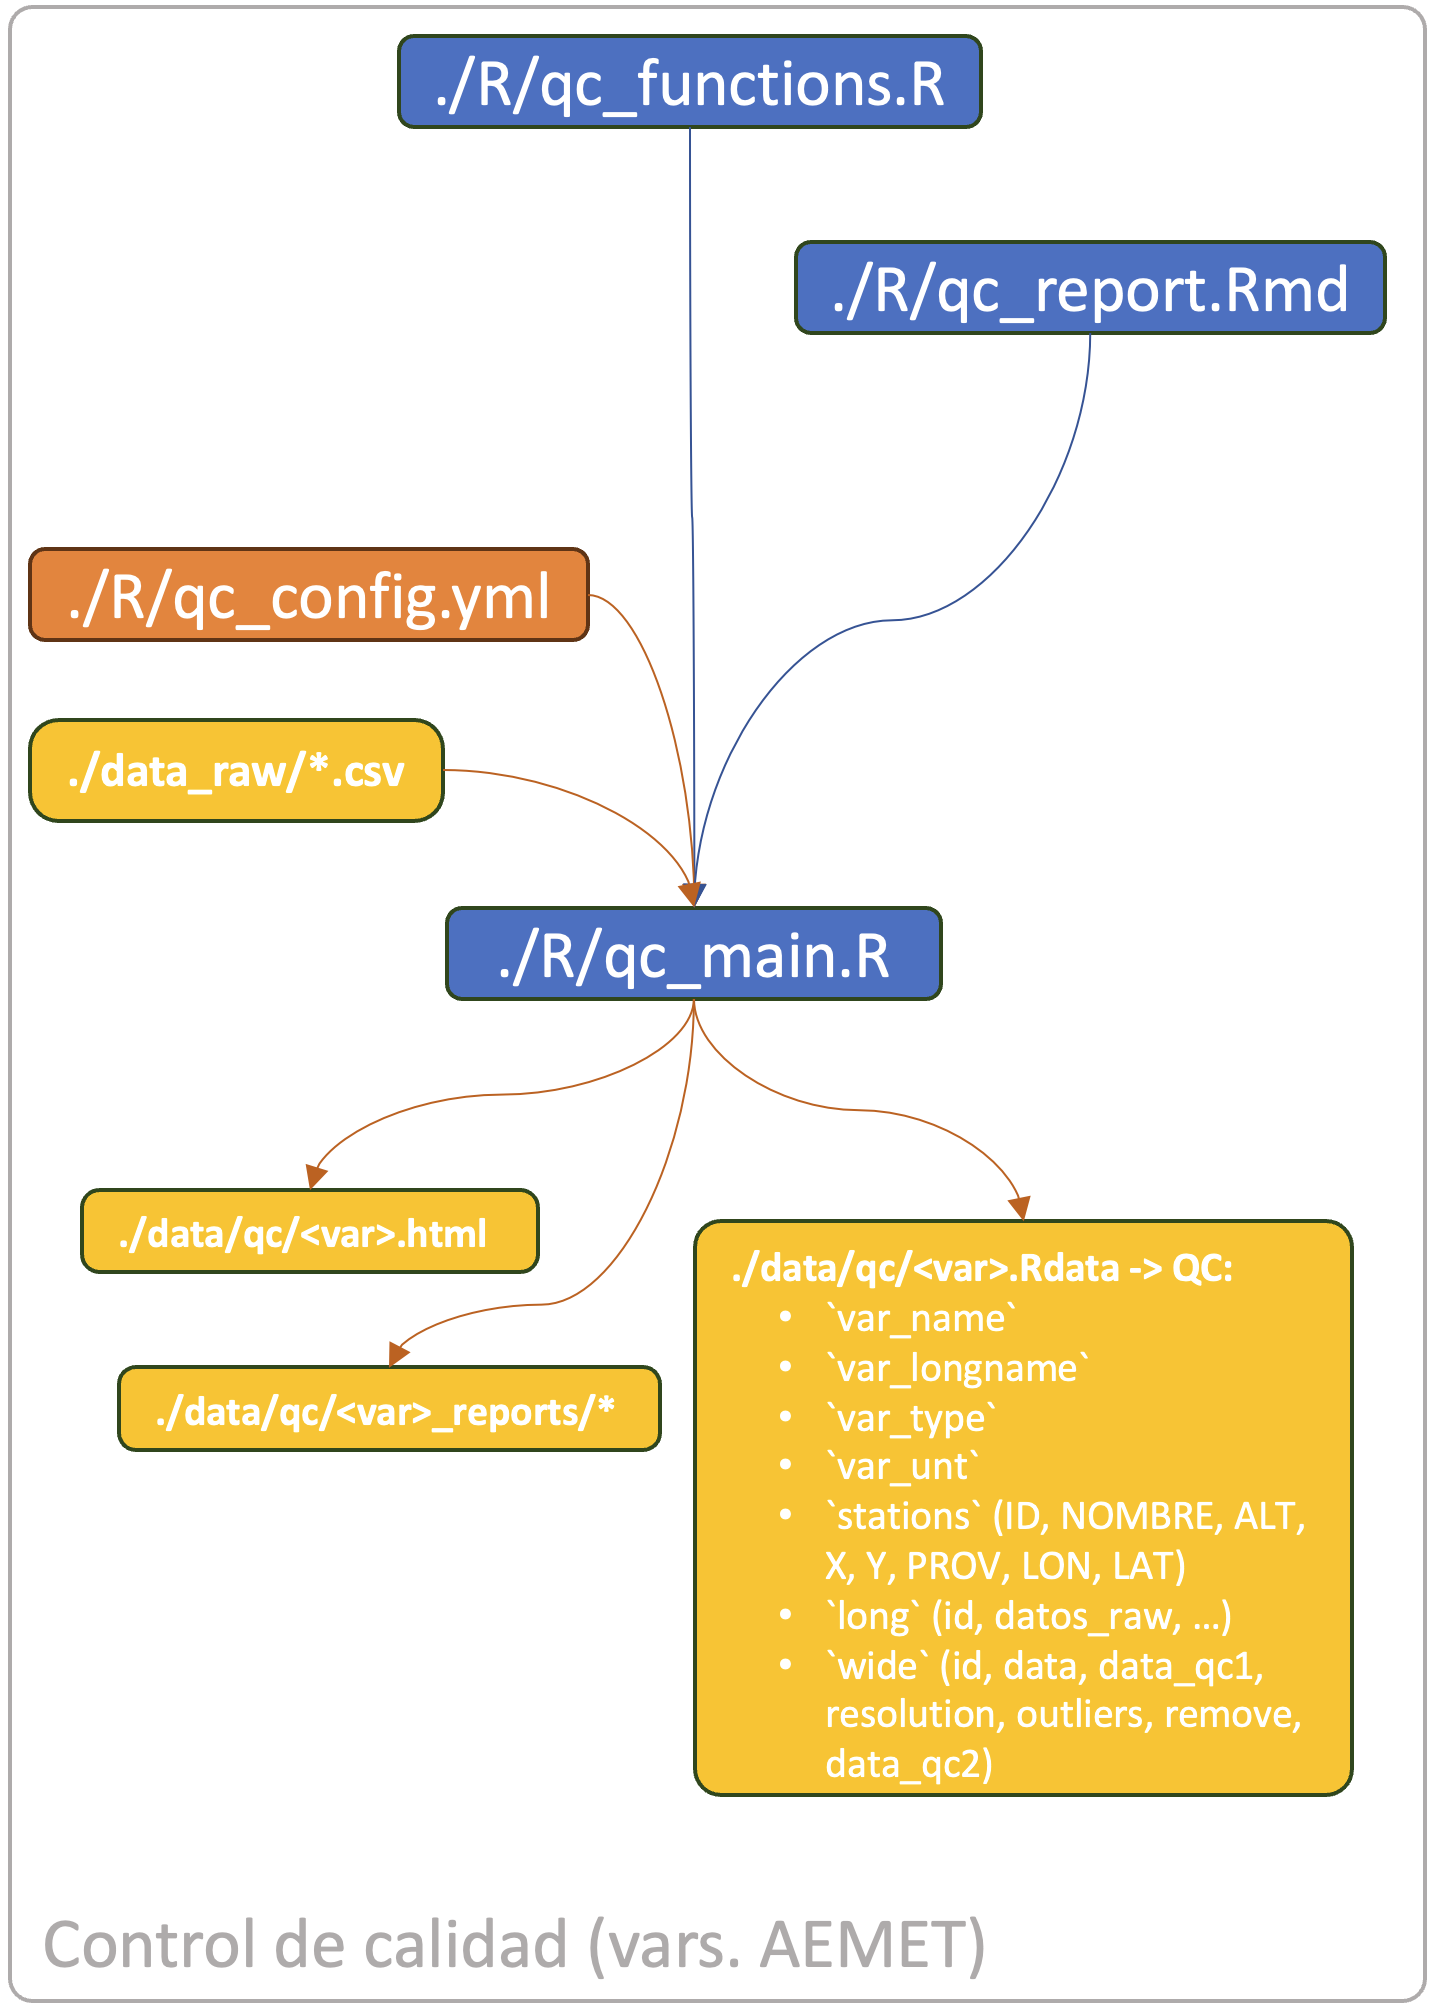 ./R/qc_functions.R
./R/qc_report.Rmd
./R/qc_config.yml
./data_raw/*.csv
./R/qc_main.R
./data/qc/<var>.html
./data/qc/<var>_reports/*
./data/qc/<var>.Rdata -> QC:
• `var_name`
• `var_longname`
• `var_type`
• `var_unt`
• `stations` (ID, NOMBRE, ALT,
X, Y, PROV, LON, LAT)
• `long` (id, datos_raw, ...)
• `wide` (id, data, data_qc1,
resolution, outliers, remove,
data_qc2)
Control de calidad (vars. AEMET)